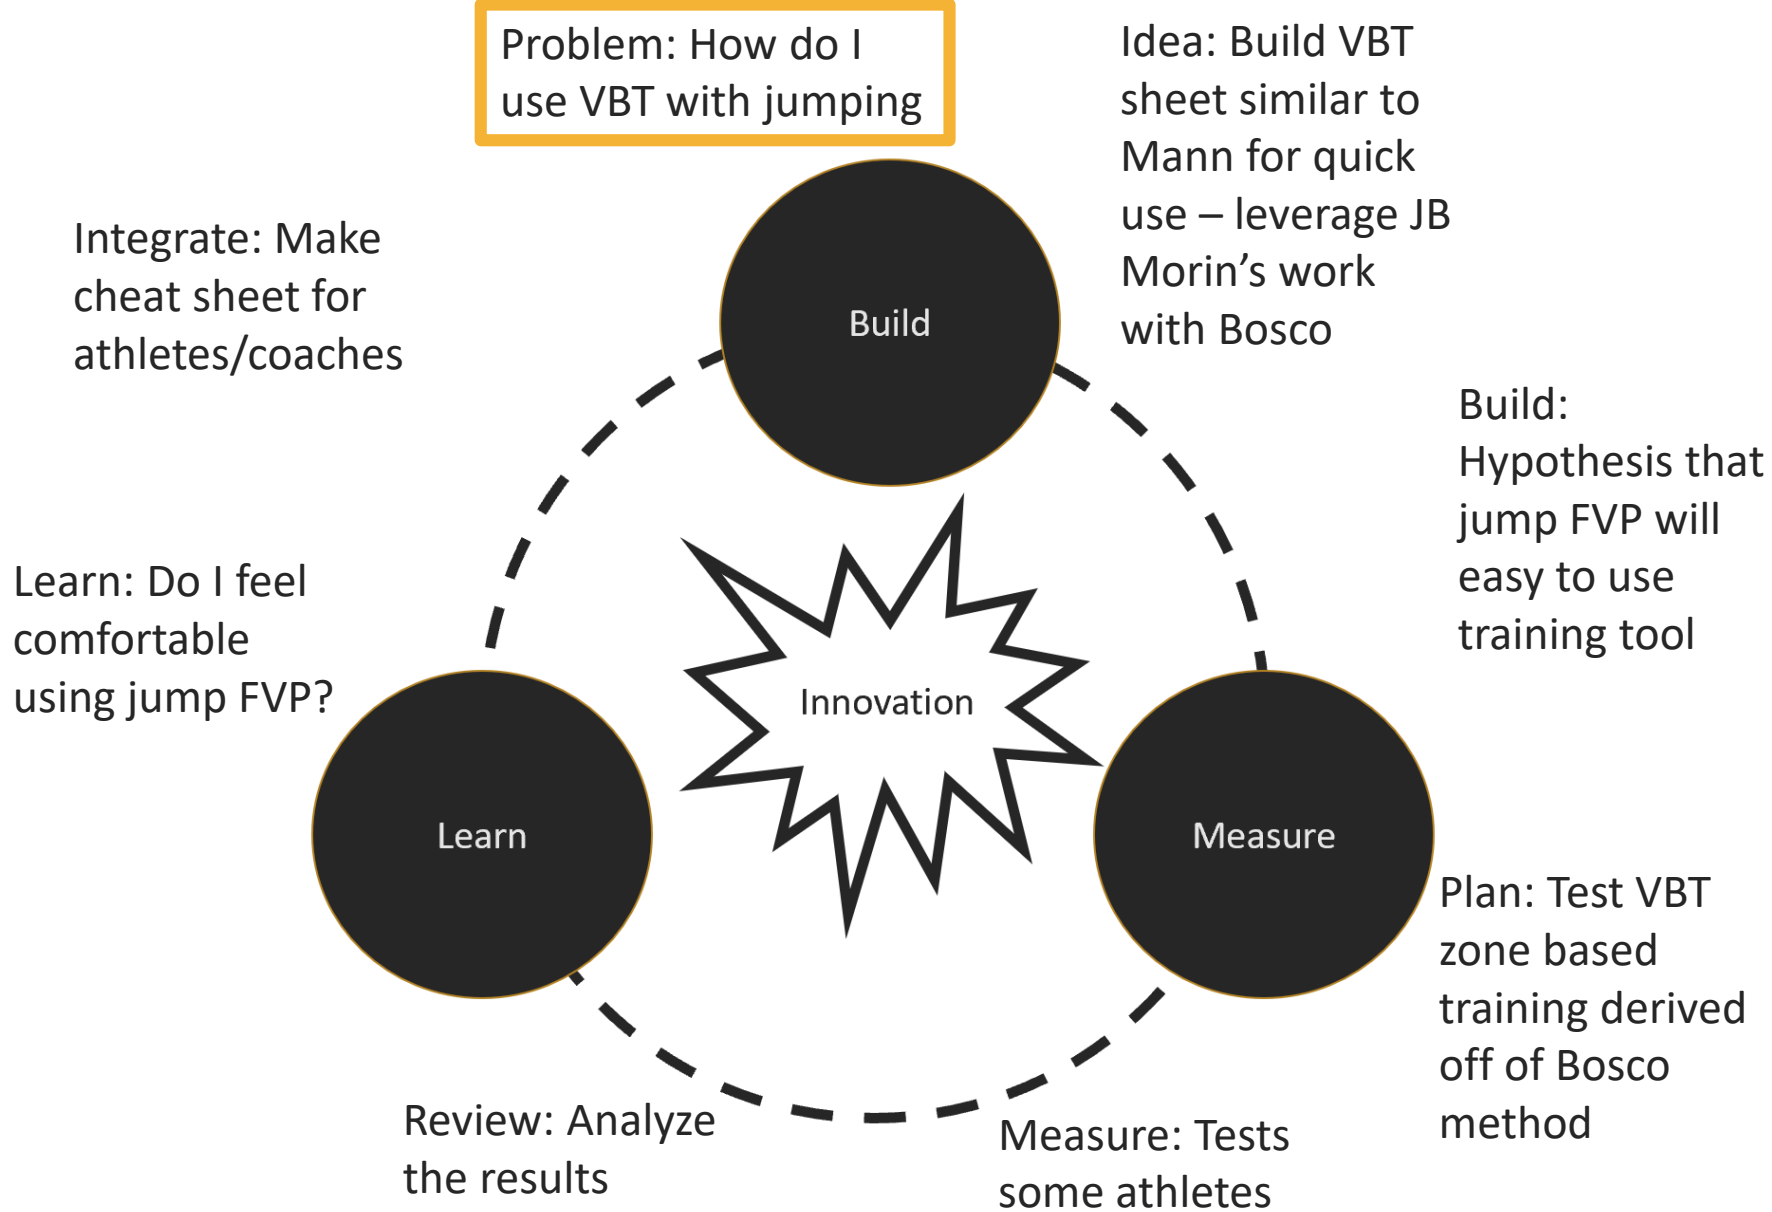 Problem: How do I
use VBT with jumping
Idea: Build VBT
sheet similar to
Mann for quick
use – leverage JB
Morin’s work
with Bosco
Build:
Hypothesis that
jump FVP will
easy to use
training tool
Plan: Test VBT
zone based
training derived
off of Bosco
method
Measure: Tests
some athletes
Review: Analyze
the results
Learn: Do I feel
comfortable
using jump FVP?
Integrate: Make
cheat sheet for
athletes/coaches
Build
Measure
Learn
Innovation